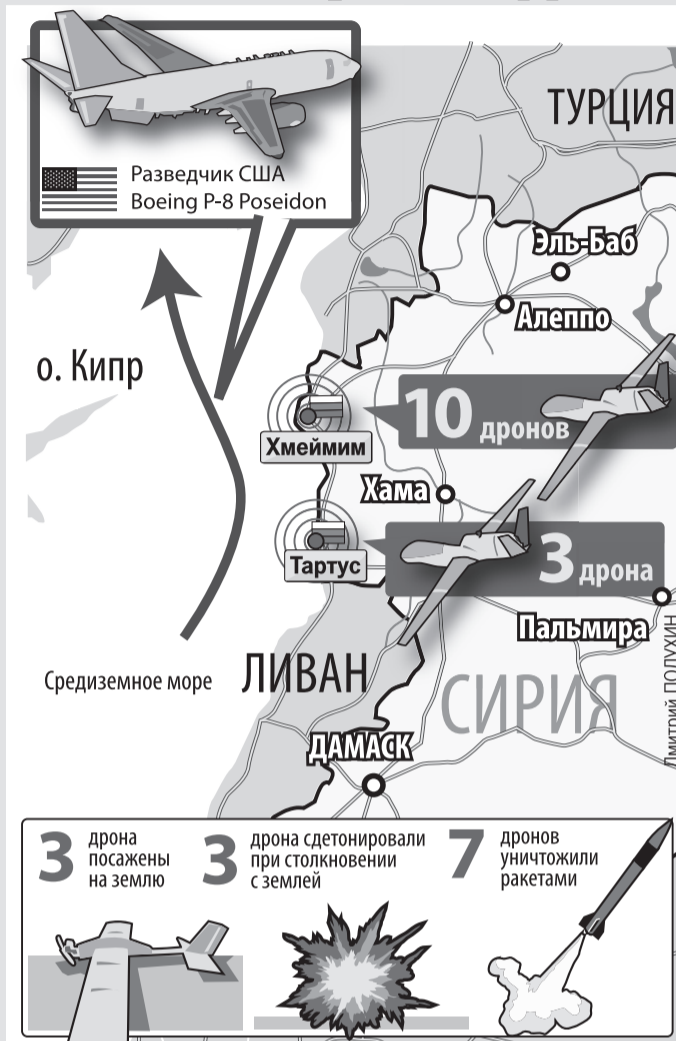 ТУРЦИЯ
Разведчик США
Boeing P-8 Poseidon
Эль-Баб
Алеппо
о. Кипр
10 дронов
Хмеймим
Хама
3 дрона
Тартус
Пальмира
Средиземное море
ЛИВАН
СИРИЯ
Дмитрий ПОЛУХИН
ДАМАСК
3 дрона
посажены
на землю
3 дрона сдетонировали
при столкновении
с землей
7 дронов
уничтожили
ракетами